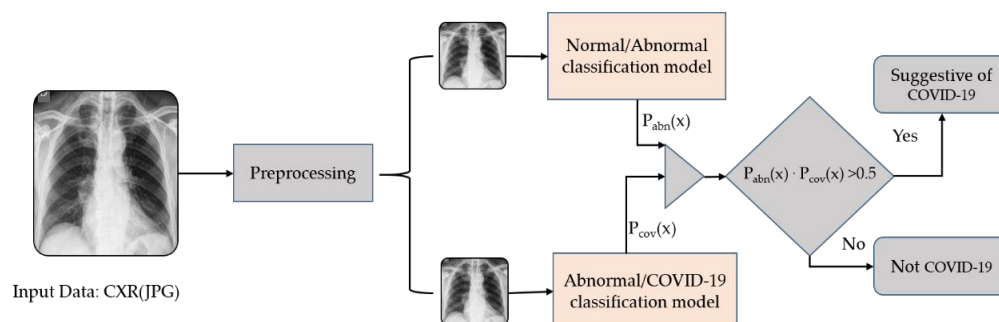 Input Data: CXR(JPG)
Preprocessing
Normal/Abnormal
classification model
P_abn(x)
P_cov(x)
Abnormal/COVID-19
classification model
P_abn(x) · P_cov(x) >0.5
Yes
Suggestive of
COVID-19
No
Not COVID-19